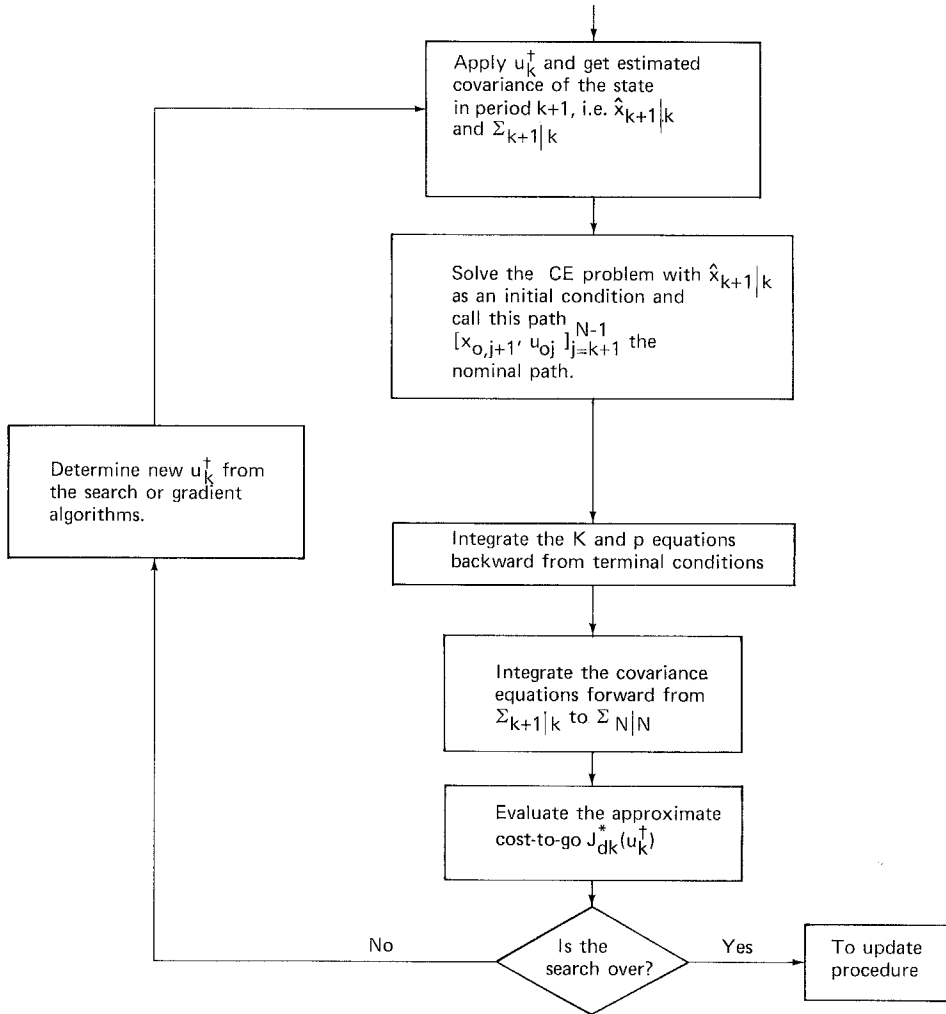 Apply u†k and get estimated
covariance of the state
in period k+1, i.e. x̂k+1|k
and Σk+1|k
Solve the CE problem with x̂k+1|k
as an initial condition and
call this path
[xo,j+1, uoj]N-1j=k+1 the
nominal path.
Determine new u†k from
the search or gradient
algorithms.
Integrate the K and p equations
backward from terminal conditions
Integrate the covariance
equations forward from
Σk+1|k to ΣN|N
Evaluate the approximate
cost-to-go J*dk(u†k)
No
Is the
search over?
Yes
To update
procedure